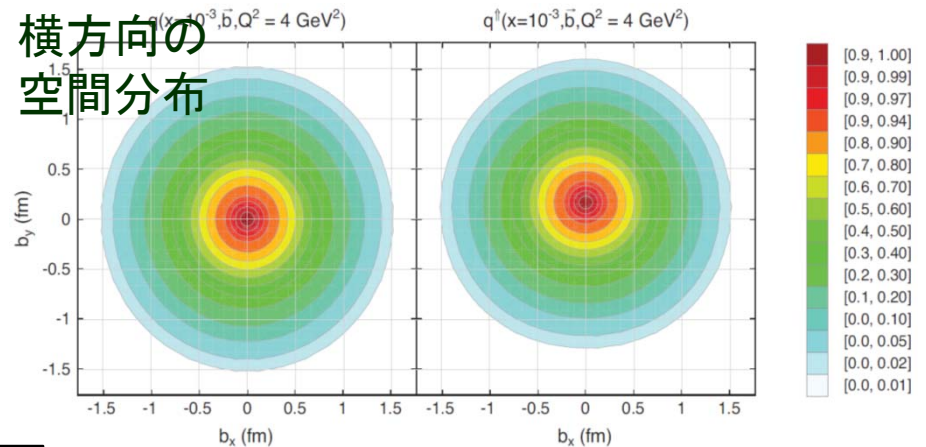 横方向の
空間分布
q(x=10⁻³,b⃗,Q² = 4 GeV²)
q⇑(x=10⁻³,b⃗,Q² = 4 GeV²)
b_y (fm)
1.5
1
0.5
0
-0.5
-1
-1.5
-1.5 -1 -0.5 0 0.5 1 1.5
-1.5 -1 -0.5 0 0.5 1 1.5
b_x (fm)
b_x (fm)
[0.9, 1.00]
[0.9, 0.99]
[0.9, 0.97]
[0.9, 0.94]
[0.8, 0.90]
[0.7, 0.80]
[0.6, 0.70]
[0.5, 0.60]
[0.4, 0.50]
[0.3, 0.40]
[0.2, 0.30]
[0.1, 0.20]
[0.0, 0.10]
[0.0, 0.05]
[0.0, 0.02]
[0.0, 0.01]